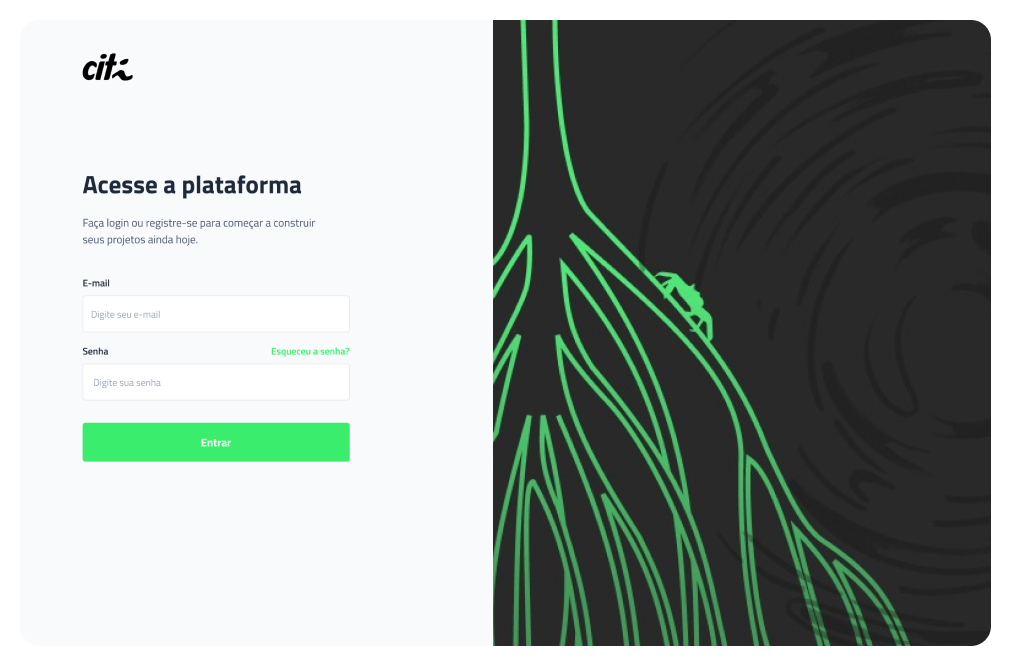 citi
Acesse a plataforma
Faça login ou registre-se para começar a construir
seus projetos ainda hoje.
E-mail
Digite seu e-mail
Senha
Esqueceu a senha?
Digite sua senha
Entrar